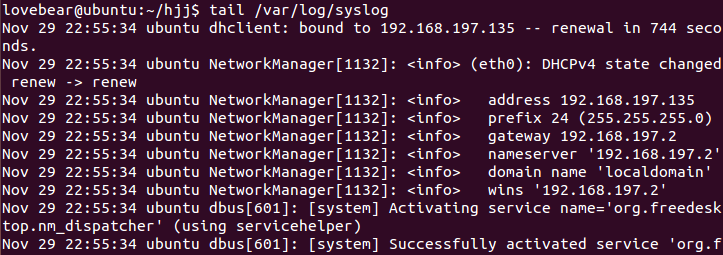 lovebear@ubuntu:~/hjj$ tail /var/log/syslog
Nov 29 22:55:34 ubuntu dhclient: bound to 192.168.197.135 -- renewal in 744 seco
nds.
Nov 29 22:55:34 ubuntu NetworkManager[1132]: <info> (eth0): DHCPv4 state changed
 renew -> renew
Nov 29 22:55:34 ubuntu NetworkManager[1132]: <info>   address 192.168.197.135
Nov 29 22:55:34 ubuntu NetworkManager[1132]: <info>   prefix 24 (255.255.255.0)
Nov 29 22:55:34 ubuntu NetworkManager[1132]: <info>   gateway 192.168.197.2
Nov 29 22:55:34 ubuntu NetworkManager[1132]: <info>   nameserver '192.168.197.2'
Nov 29 22:55:34 ubuntu NetworkManager[1132]: <info>   domain name 'localdomain'
Nov 29 22:55:34 ubuntu NetworkManager[1132]: <info>   wins '192.168.197.2'
Nov 29 22:55:34 ubuntu dbus[601]: [system] Activating service name='org.freedesk
top.nm_dispatcher' (using servicehelper)
Nov 29 22:55:34 ubuntu dbus[601]: [system] Successfully activated service 'org.f